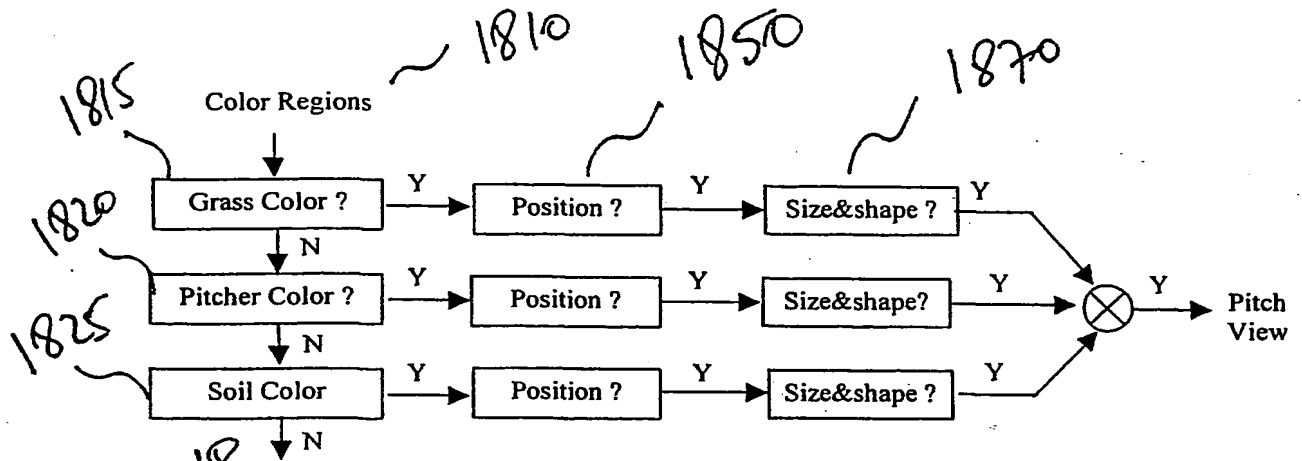 1810
1850
1870
1815
Color Regions
Grass Color ?
Y
Position ?
Y
Size&shape ?
Y
1820
N
Pitcher Color ?
Y
Position ?
Y
Size&shape?
Y
Y
Pitch
View
1825
N
Soil Color
Y
Position ?
Y
Size&shape ?
Y
N